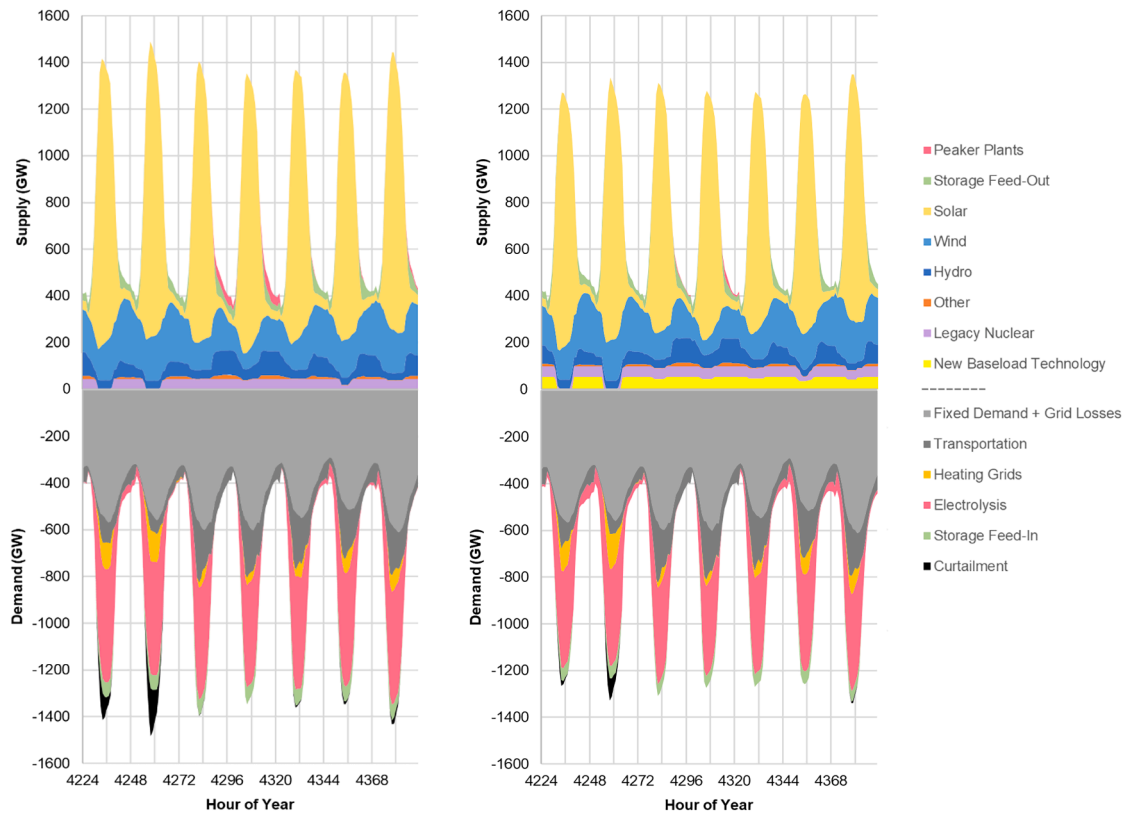 1600
1400
1200
1000
800
600
400
200
0
-200
-400
-600
-800
-1000
-1200
-1400
-1600
Supply (GW)
Demand (GW)
4224 4248 4272 4296 4320 4344 4368
Hour of Year
1600
1400
1200
1000
800
600
400
200
0
-200
-400
-600
-800
-1000
-1200
-1400
-1600
Supply (GW)
Demand (GW)
4224 4248 4272 4296 4320 4344 4368
Hour of Year
Peaker Plants
Storage Feed-Out
Solar
Wind
Hydro
Other
Legacy Nuclear
New Baseload Technology
Fixed Demand + Grid Losses
Transportation
Heating Grids
Electrolysis
Storage Feed-In
Curtailment